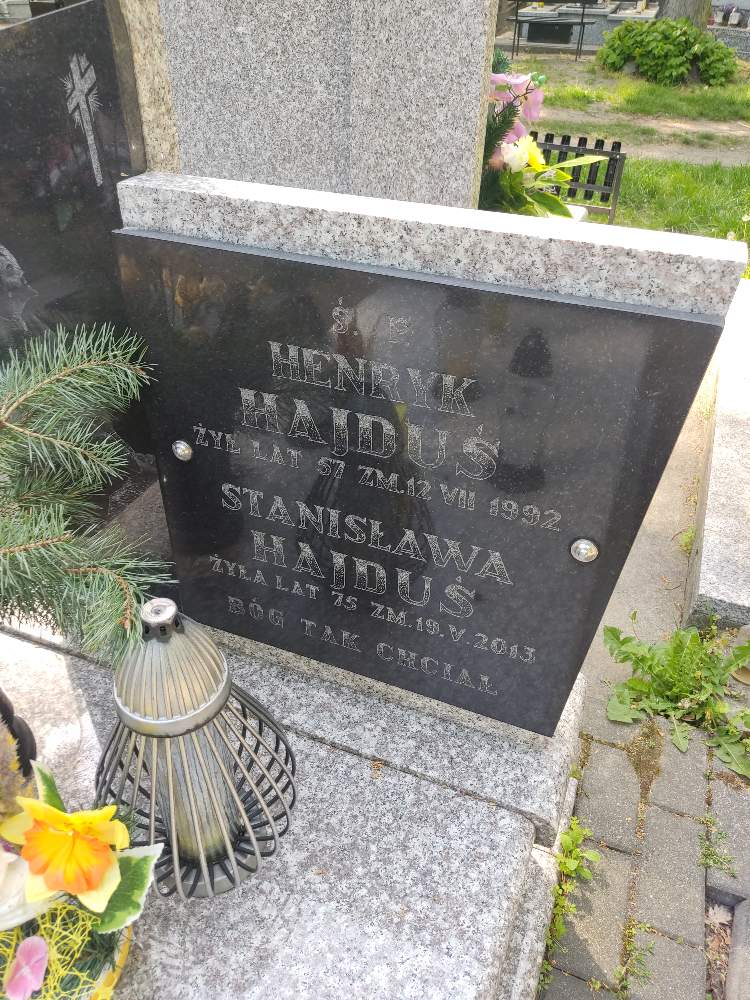 Ś. P.
HENRYK
HAJDUŚ
ŻYŁ LAT 57 ZM.12 VII 1992
STANISŁAWA
HAJDUŚ
ŻYŁA LAT 75 ZM.19.V.2013
BÓG TAK CHCIAŁ